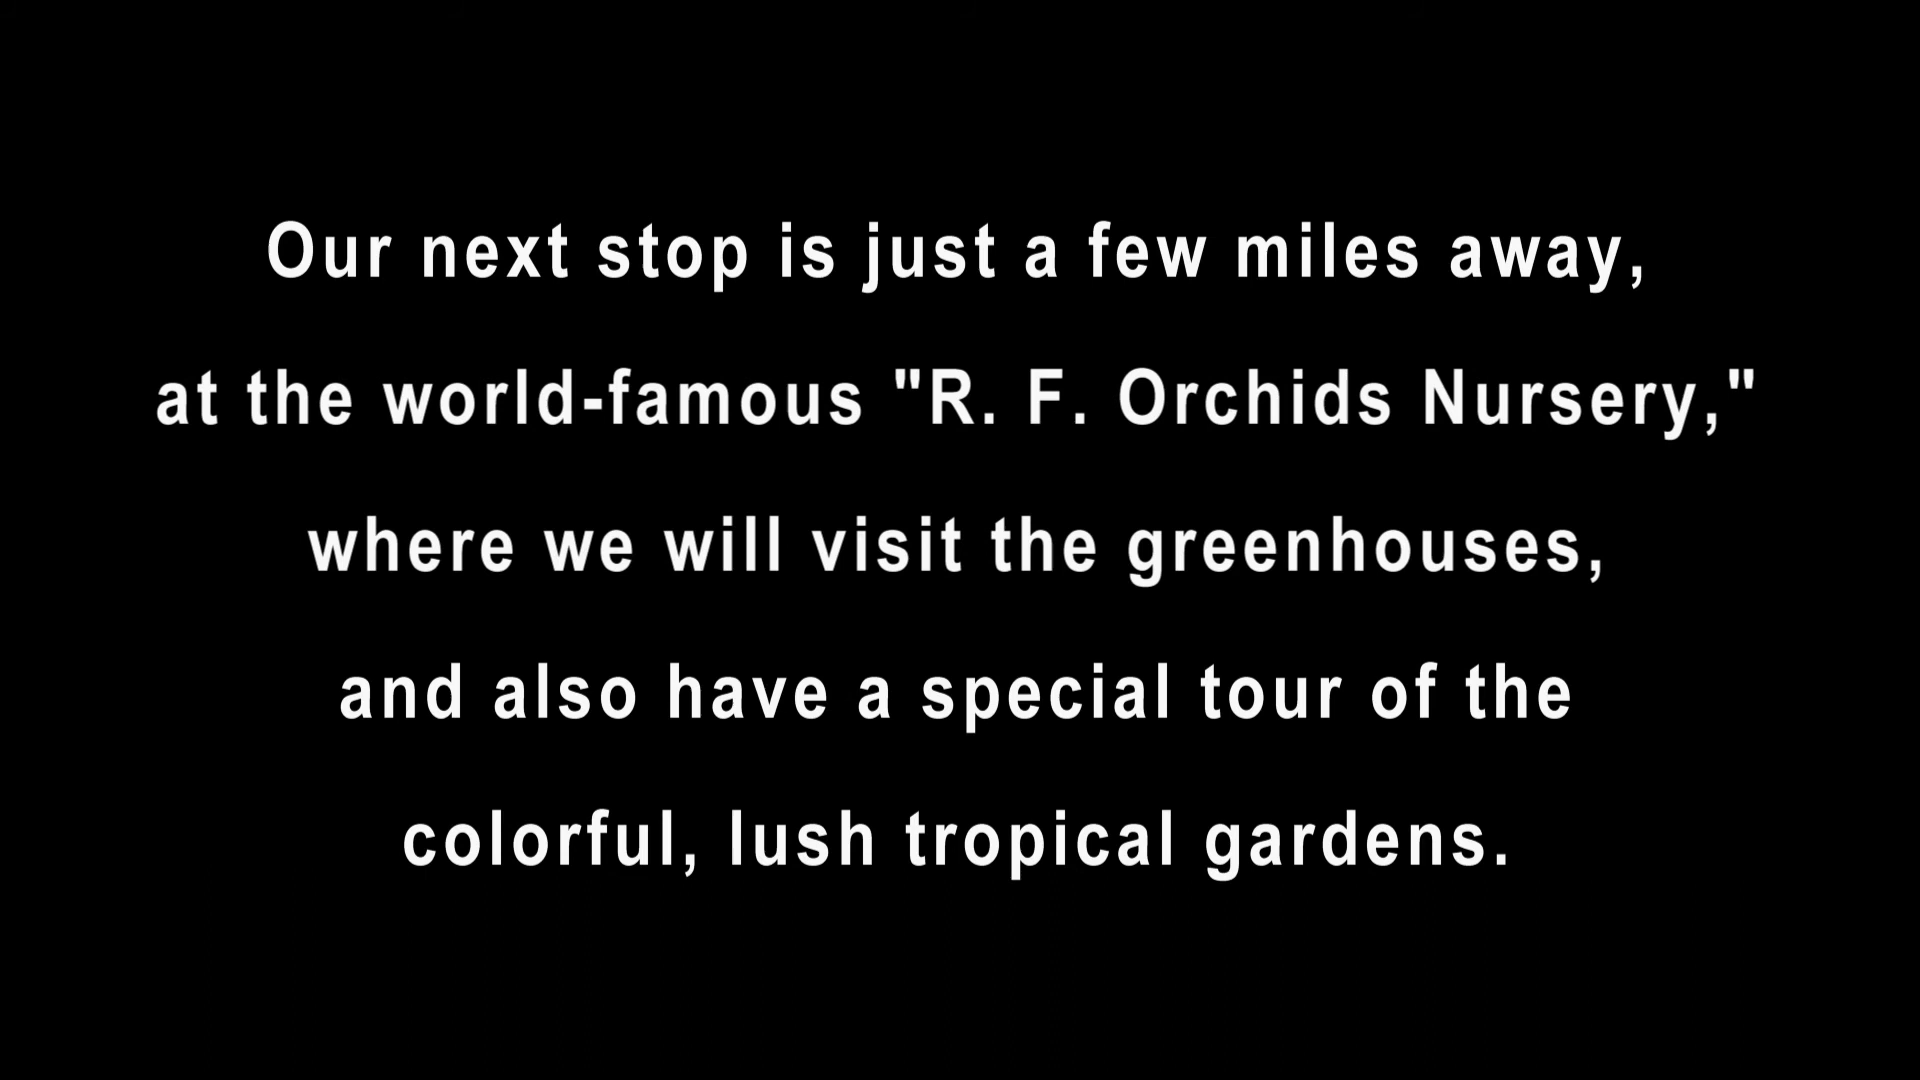 Our next stop is just a few miles away,
at the world-famous "R. F. Orchids Nursery,"
where we will visit the greenhouses,
and also have a special tour of the
colorful, lush tropical gardens.